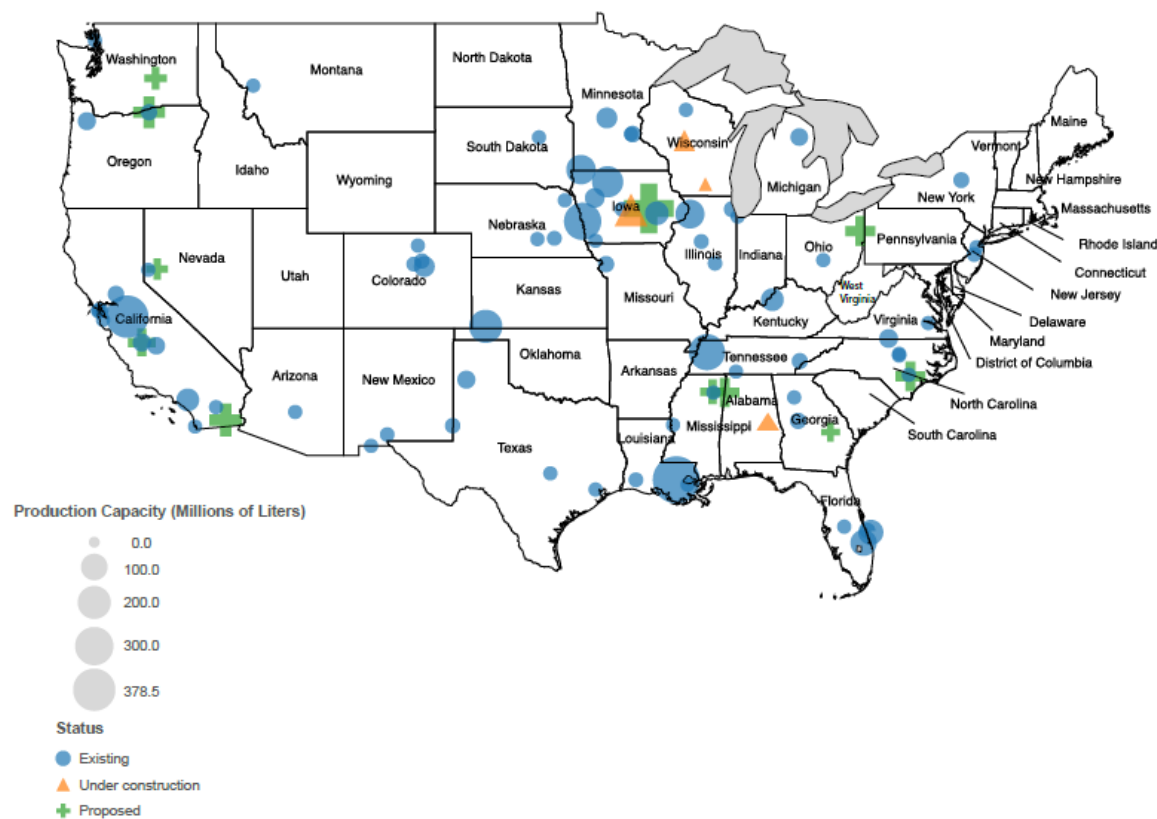 Washington
Montana
North Dakota
Minnesota
Maine
Oregon
Idaho
South Dakota
Wisconsin
Vermont
Wyoming
Michigan
New York
New Hampshire
Massachusetts
Iowa
Nebraska
Nevada
Utah
Colorado
Illinois
Indiana
Ohio
Pennsylvania
Rhode Island
Connecticut
New Jersey
Kansas
Missouri
West
Virginia
California
Kentucky
Virginia
Delaware
Maryland
District of Columbia
Arizona
New Mexico
Oklahoma
Arkansas
Tennessee
North Carolina
Alabama
Georgia
South Carolina
Mississippi
Louisiana
Texas
Florida
Production Capacity (Millions of Liters)
0.0
100.0
200.0
300.0
378.5
Status
Existing
Under construction
Proposed